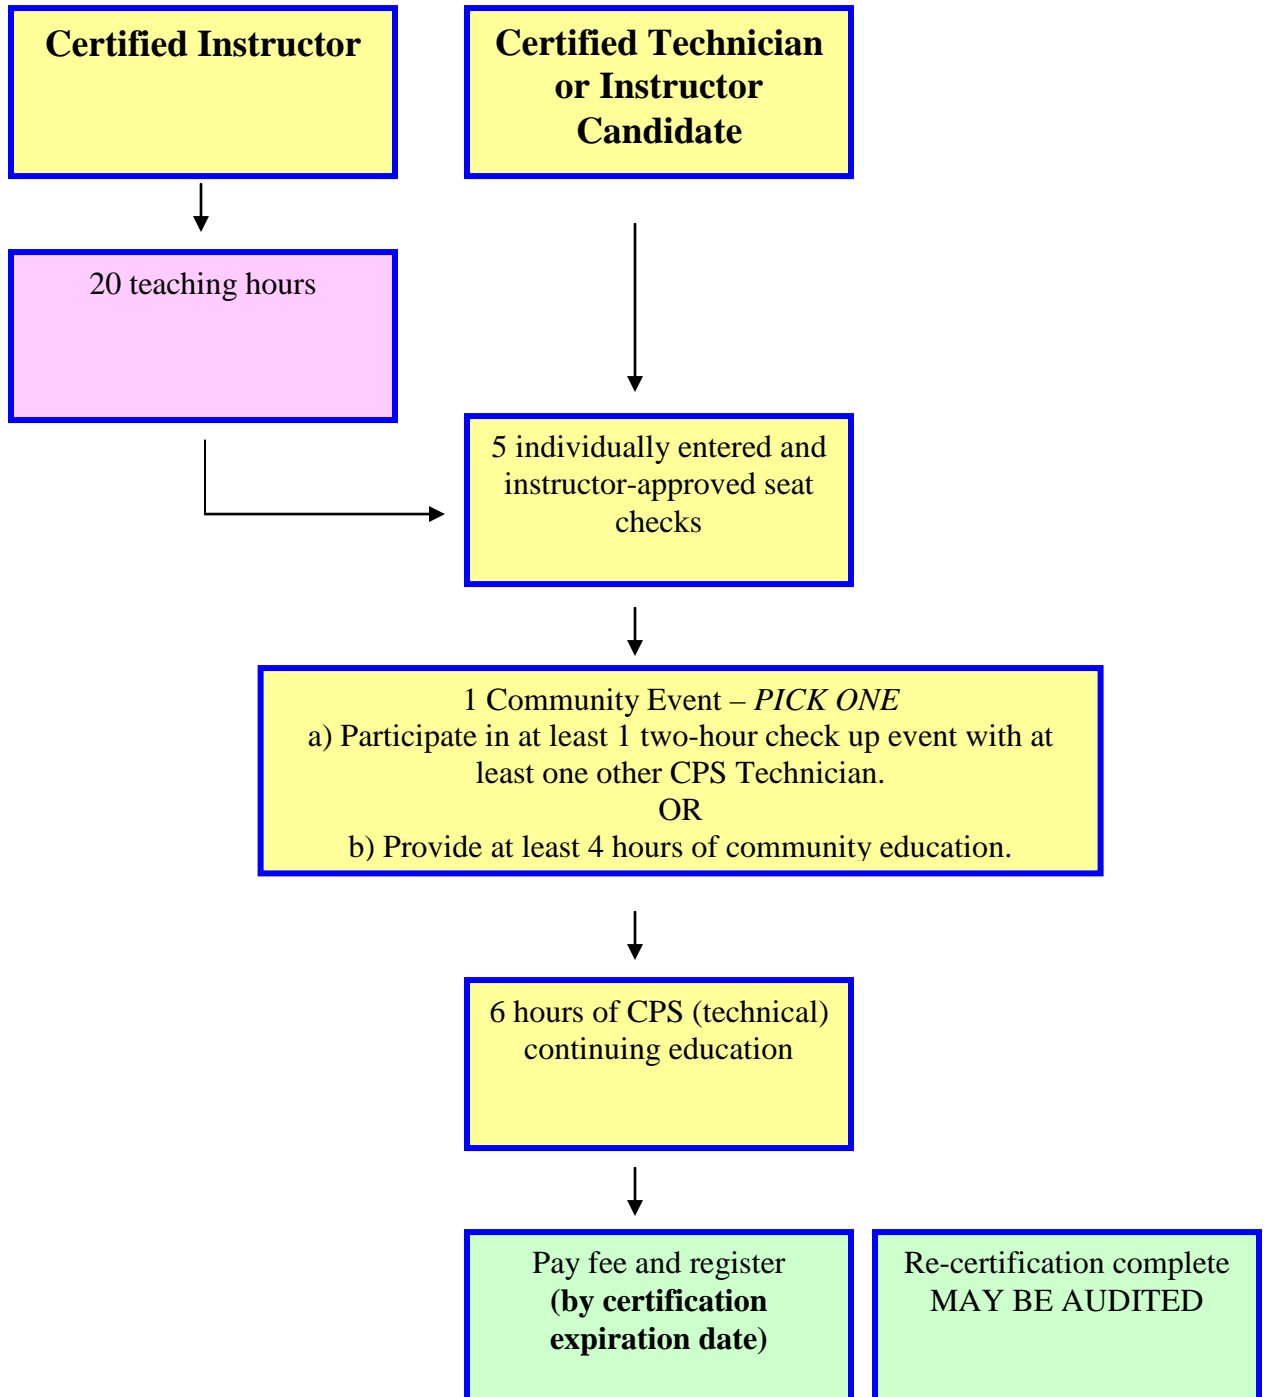 Certified Instructor
Certified Technician
or Instructor
Candidate
20 teaching hours
5 individually entered and
instructor-approved seat
checks
1 Community Event – PICK ONE
a) Participate in at least 1 two-hour check up event with at
least one other CPS Technician.
OR
b) Provide at least 4 hours of community education.
6 hours of CPS (technical)
continuing education
Pay fee and register
(by certification
expiration date)
Re-certification complete
MAY BE AUDITED